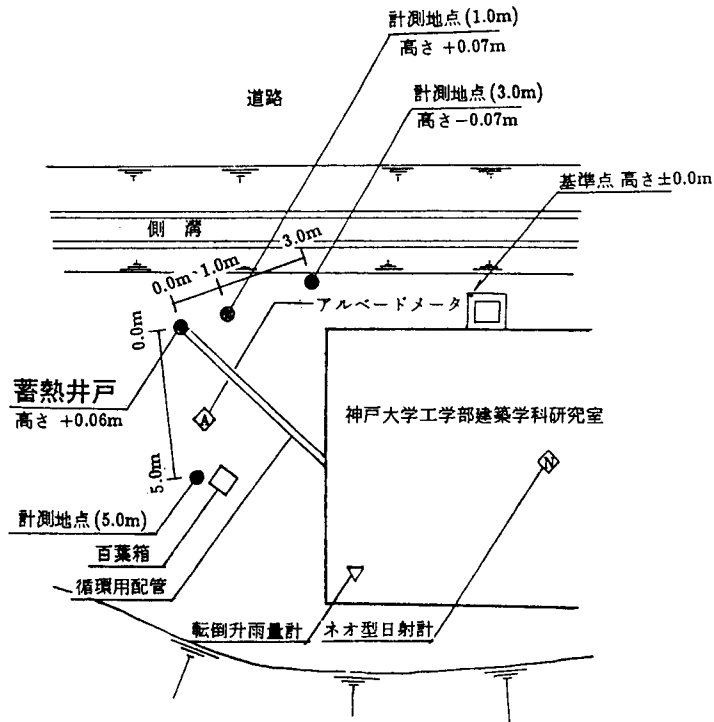 計測地点(1.0m)
高さ +0.07m
道路
計測地点(3.0m)
高さ-0.07m
基準点 高さ±0.0m
側 溝
3.0m
0.0m
1.0m
0.0m
アルベードメータ
蓄熱井戸
高さ +0.06m
神戸大学工学部建築学科研究室
A
N
5.0m
計測地点(5.0m)
百葉箱
循環用配管
転倒升雨量計
ネオ型日射計